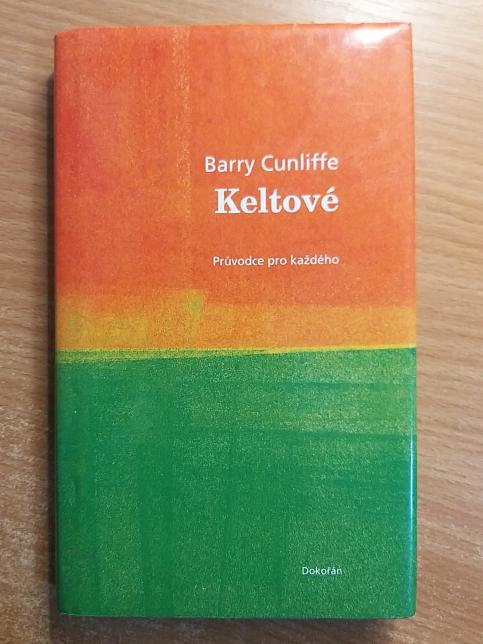 Barry Cunliffe
Keltové
Průvodce pro každého
Dokořán